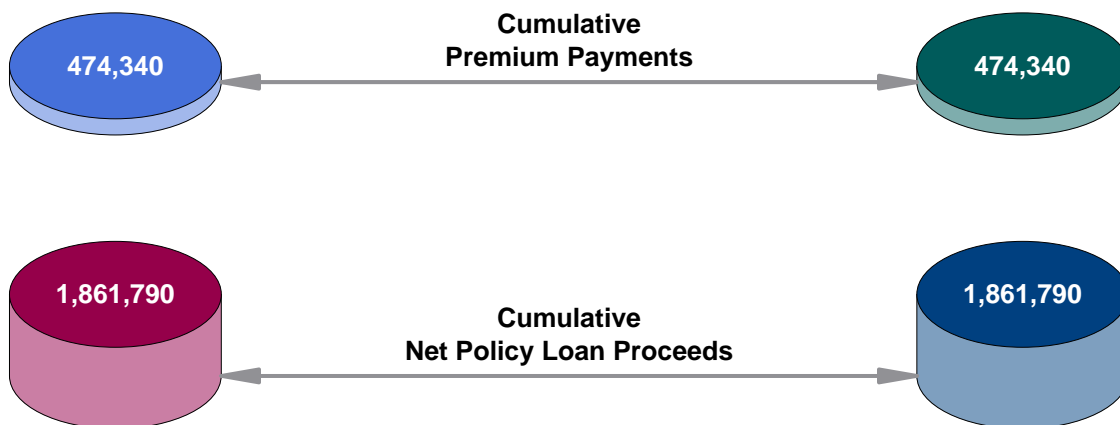 Cumulative
Premium Payments
474,340
474,340
1,861,790
1,861,790
Cumulative
Net Policy Loan Proceeds